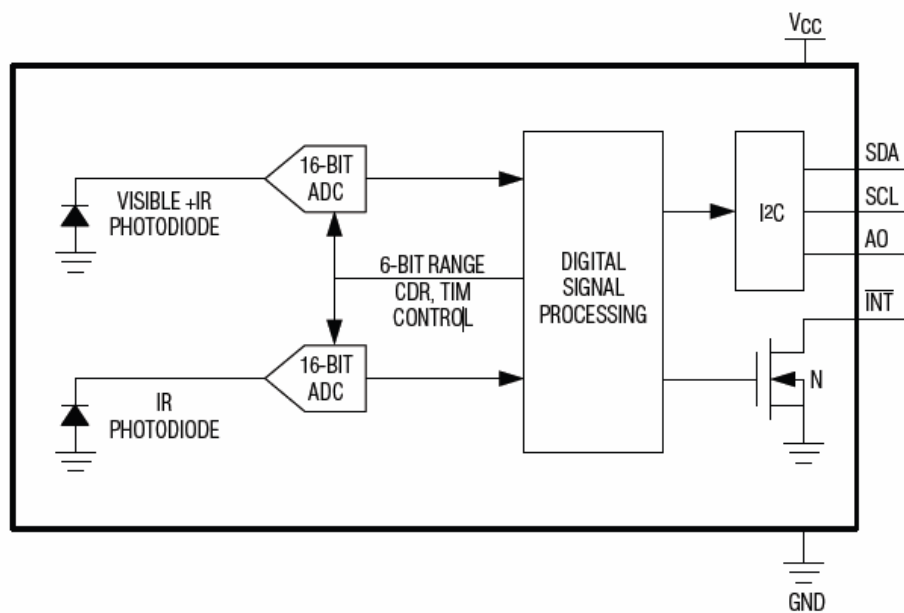 VCC
VISIBLE +IR
PHOTODIODE
16-BIT
ADC
6-BIT RANGE
CDR, TIM
CONTROL
DIGITAL
SIGNAL
PROCESSING
I2C
SDA
SCL
A0
INT
IR
PHOTODIODE
16-BIT
ADC
N
GND